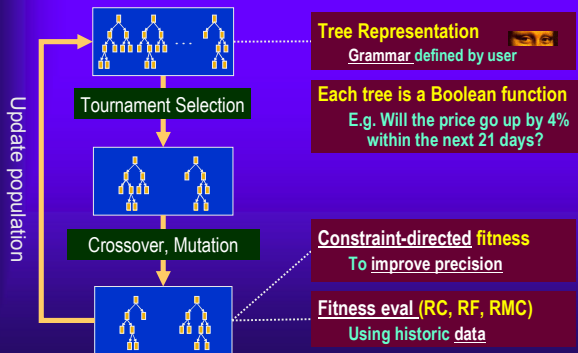 Update population
. . .
Tournament Selection
Crossover, Mutation
Tree Representation
Grammar defined by user
Each tree is a Boolean function
E.g. Will the price go up by 4%
within the next 21 days?
Constraint-directed fitness
To improve precision
Fitness eval (RC, RF, RMC)
Using historic data